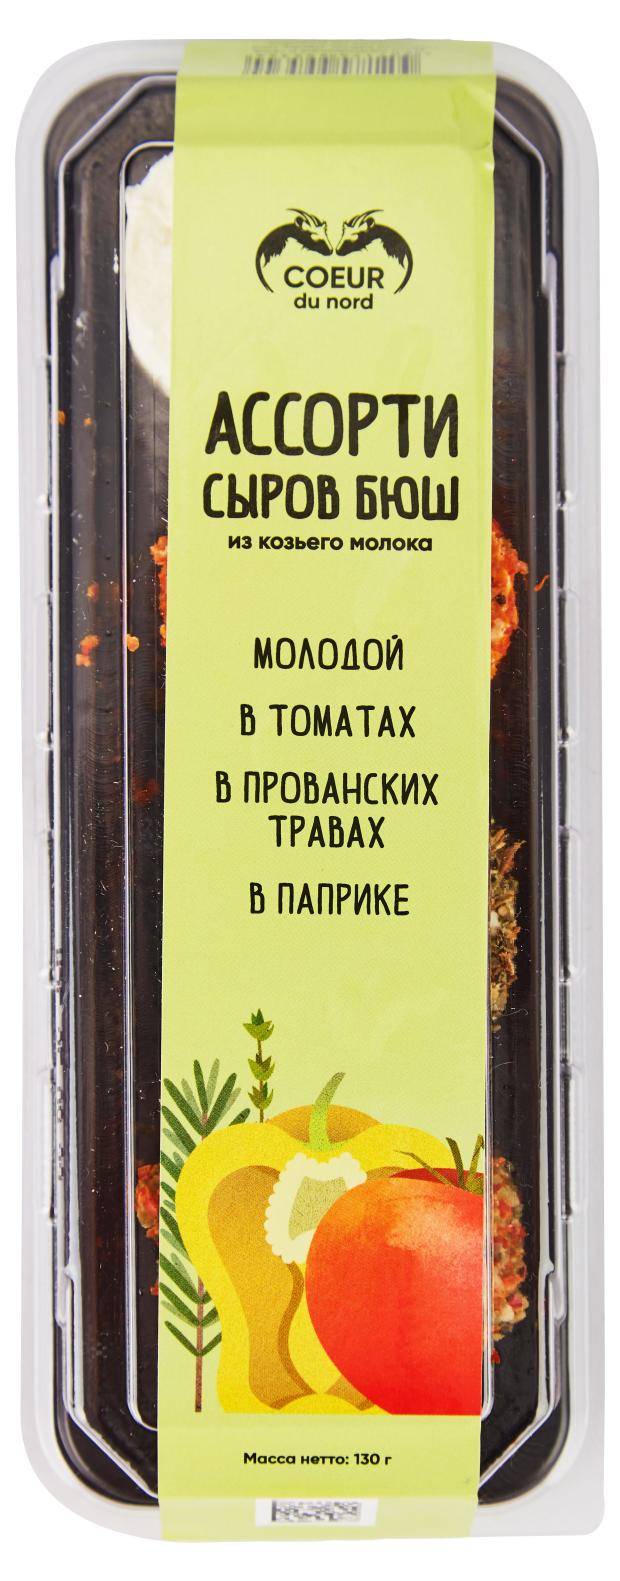 COEUR
du nord
АССОРТИ
СЫРОВ БЮШ
из козьего молока
МОЛОДОЙ
В ТОМАТАХ
В ПРОВАНСКИХ
ТРАВАХ
В ПАПРИКЕ
Масса нетто: 130 г